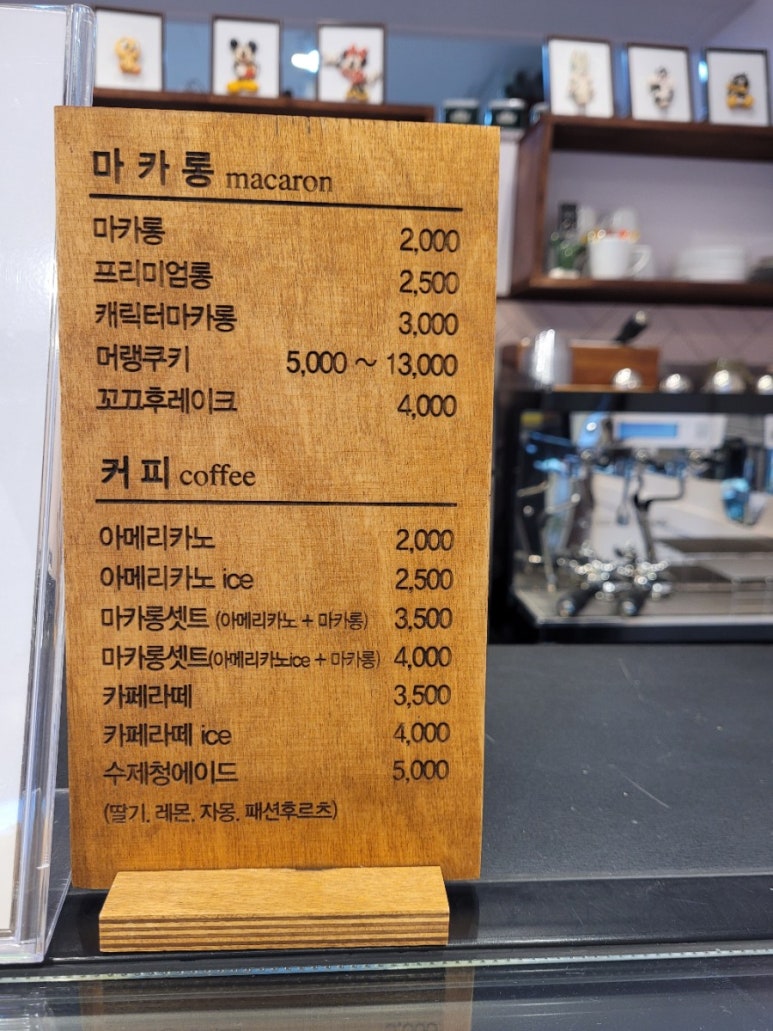 마카롱 macaron
마카롱 2,000
프리미엄롱 2,500
캐릭터마카롱 3,000
머랭쿠키 5,000 ~ 13,000
꼬끄후레이크 4,000
커피 coffee
아메리카노 2,000
아메리카노 ice 2,500
마카롱셋트 (아메리카노 + 마카롱) 3,500
마카롱셋트(아메리카노ice + 마카롱) 4,000
카페라떼 3,500
카페라떼 ice 4,000
수제청에이드 5,000
(딸기, 레몬, 자몽, 패션후르츠)